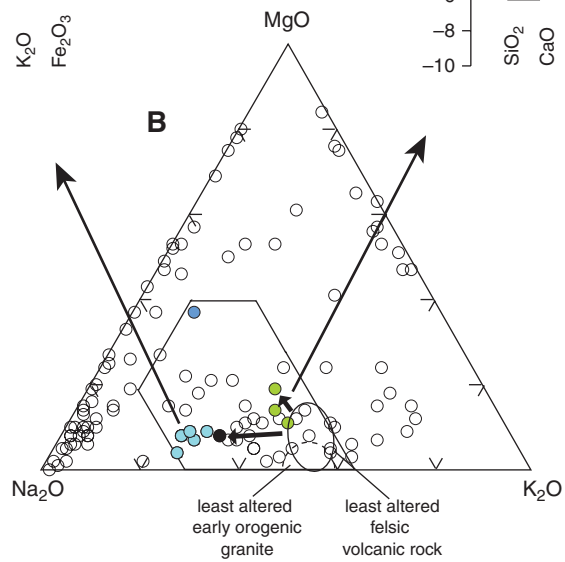 MgO
K₂O
Fe₂O₃
–8
–10
SiO₂
CaO
B
Na₂O
K₂O
least altered
early orogenic
granite
least altered
felsic
volcanic rock